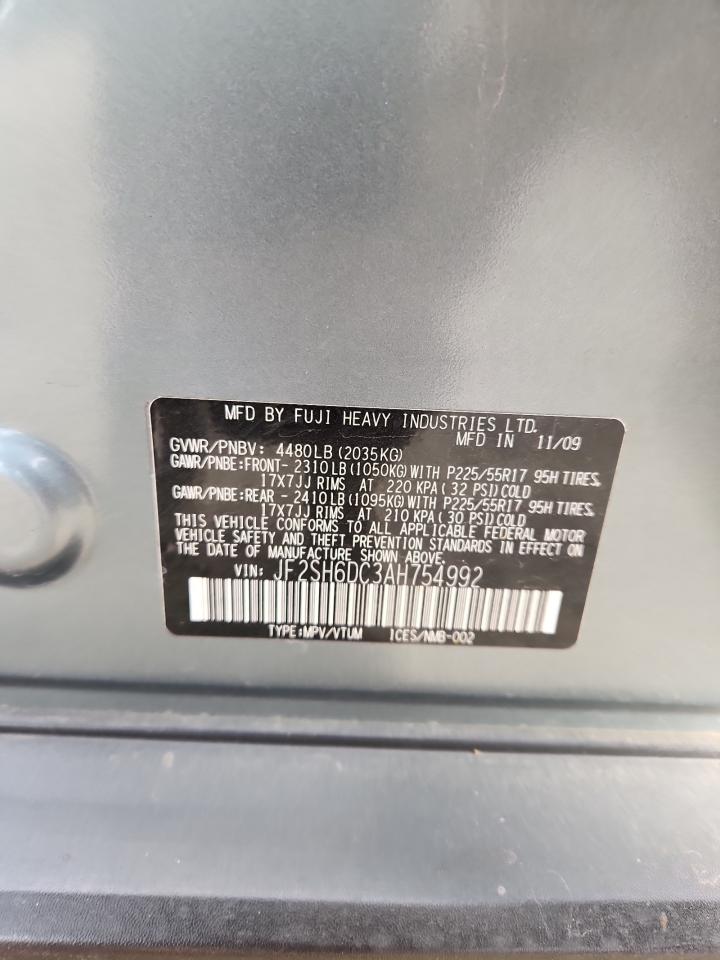 MFD BY FUJI HEAVY INDUSTRIES LTD.
MFD IN 11/09
GVWR/PNBV: 4480LB (2035KG)
GAWR/PNBE:FRONT- 2310LB(1050KG)WITH P225/55R17 95H TIRES,
17X7JJ RIMS AT 220 KPA ( 32 PSI)COLD
GAWR/PNBE:REAR - 2410LB(1095KG)WITH P225/55R17 95H TIRES,
17X7JJ RIMS AT 210 KPA( 30 PSI)COLD
THIS VEHICLE CONFORMS TO ALL APPLICABLE FEDERAL MOTOR
VEHICLE SAFETY AND THEFT PREVENTION STANDARDS IN EFFECT ON
THE DATE OF MANUFACTURE SHOWN ABOVE.
VIN: JF2SH6DC3AH754992
TYPE:MPV/VTUM ICES/NMB-002